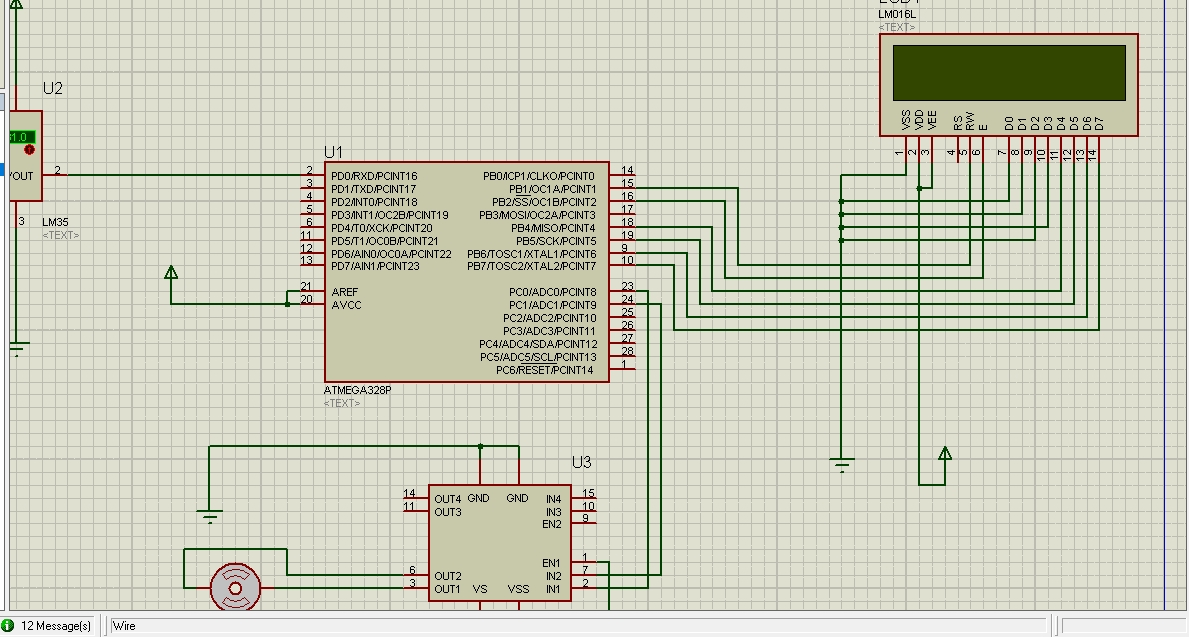 LM016L
<TEXT>
VSS
VDD
VEE
RS
RW
E
D0
D1
D2
D3
D4
D5
D6
D7
1
2
3
4
5
6
7
8
9
10
11
12
13
14
U2
1.0
VOUT
2
3
LM35
<TEXT>
U1
2 PD0/RXD/PCINT16 PB0/ICP1/CLKO/PCINT0 14
3 PD1/TXD/PCINT17 PB1/OC1A/PCINT1 15
4 PD2/INT0/PCINT18 PB2/SS/OC1B/PCINT2 16
5 PD3/INT1/OC2B/PCINT19 PB3/MOSI/OC2A/PCINT3 17
6 PD4/T0/XCK/PCINT20 PB4/MISO/PCINT4 18
11 PD5/T1/OC0B/PCINT21 PB5/SCK/PCINT5 19
12 PD6/AIN0/OC0A/PCINT22 PB6/TOSC1/XTAL1/PCINT6 9
13 PD7/AIN1/PCINT23 PB7/TOSC2/XTAL2/PCINT7 10
21 AREF PC0/ADC0/PCINT8 23
20 AVCC PC1/ADC1/PCINT9 24
PC2/ADC2/PCINT10 25
PC3/ADC3/PCINT11 26
PC4/ADC4/SDA/PCINT12 27
PC5/ADC5/SCL/PCINT13 28
PC6/RESET/PCINT14 1
ATMEGA328P
<TEXT>
U3
14 OUT4 GND GND IN4 15
11 OUT3 IN3 10
EN2 9
EN1 1
6 OUT2 IN2 7
3 OUT1 VS VSS IN1 2
12 Message(s)
Wire